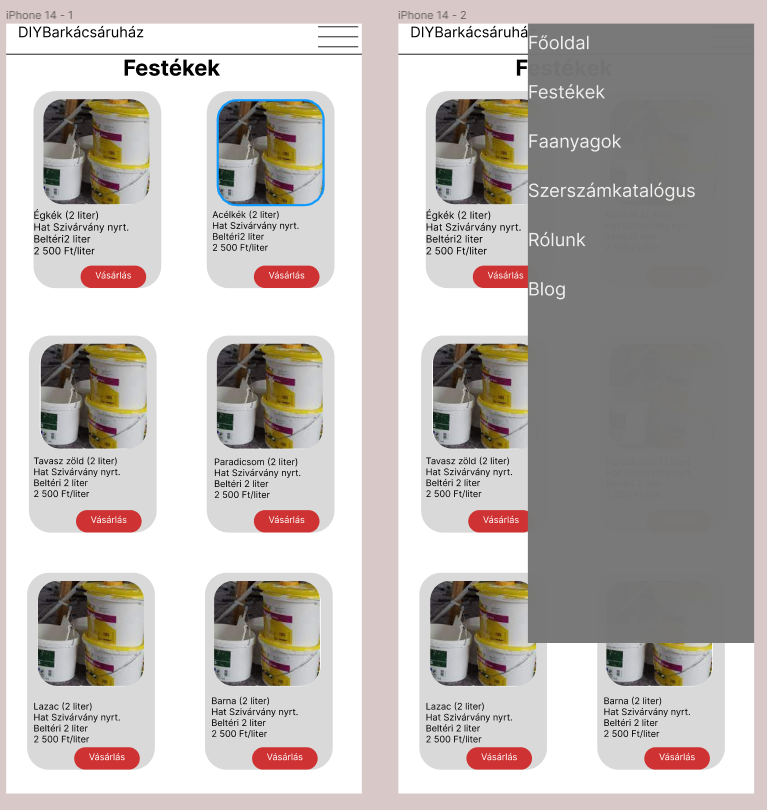 iPhone 14 - 1
DIYBarkácsáruház
Festékek
Égkék (2 liter)
Hat Szivárvány nyrt.
Beltéri2 liter
2 500 Ft/liter
Vásárlás
Acélkék (2 liter)
Hat Szivárvány nyrt.
Beltéri2 liter
2 500 Ft/liter
Vásárlás
Tavasz zöld (2 liter)
Hat Szivárvány nyrt.
Beltéri 2 liter
2 500 Ft/liter
Vásárlás
Paradicsom (2 liter)
Hat Szivárvány nyrt.
Beltéri 2 liter
2 500 Ft/liter
Vásárlás
Lazac (2 liter)
Hat Szivárvány nyrt.
Beltéri 2 liter
2 500 Ft/liter
Vásárlás
Barna (2 liter)
Hat Szivárvány nyrt.
Beltéri 2 liter
2 500 Ft/liter
Vásárlás
iPhone 14 - 2
DIYBarkácsáruhá
Festékek
Főoldal
Festékek
Faanyagok
Szerszámkatalógus
Rólunk
Blog
Égkék (2 liter)
Hat Szivárvány nyrt.
Beltéri2 liter
2 500 Ft/liter
Vásárlás
Tavasz zöld (2 liter)
Hat Szivárvány nyrt.
Beltéri 2 liter
2 500 Ft/liter
Vásárlás
Lazac (2 liter)
Hat Szivárvány nyrt.
Beltéri 2 liter
2 500 Ft/liter
Vásárlás
Barna (2 liter)
Hat Szivárvány nyrt.
Beltéri 2 liter
2 500 Ft/liter
Vásárlás